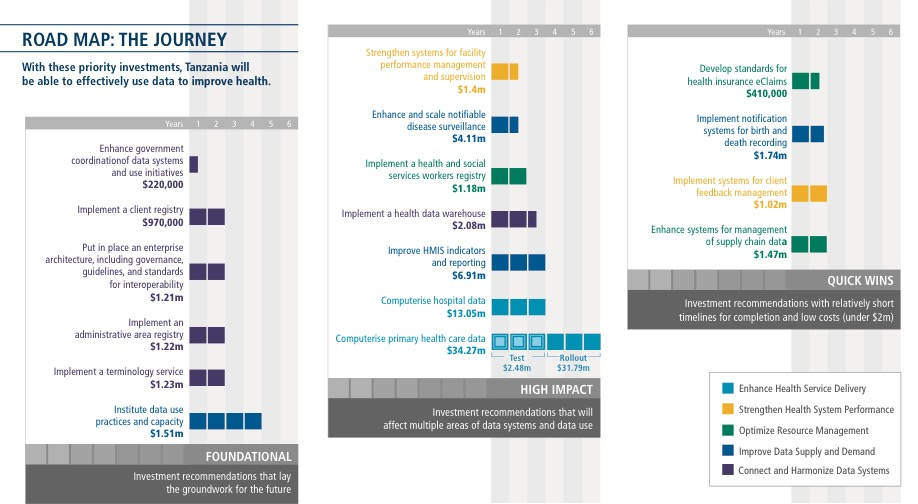 ROAD MAP: THE JOURNEY
With these priority investments, Tanzania will
be able to effectively use data to improve health.
Years 1 2 3 4 5 6
Enhance government
coordinationof data systems
and use initiatives
$220,000
Implement a client registry
$970,000
Put in place an enterprise
architecture, including governance,
guidelines, and standards
for interoperability
$1.21m
Implement an
administrative area registry
$1.22m
Implement a terminology service
$1.23m
Institute data use
practices and capacity
$1.51m
FOUNDATIONAL
Investment recommendations that lay
the groundwork for the future
Years 1 2 3 4 5 6
Strengthen systems for facility
performance management
and supervision
$1.4m
Enhance and scale notifiable
disease surveillance
$4.11m
Implement a health and social
services workers registry
$1.18m
Implement a health data warehouse
$2.08m
Improve HMIS indicators
and reporting
$6.91m
Computerise hospital data
$13.05m
Computerise primary health care data
$34.27m
Test
$2.48m
Rollout
$31.79m
HIGH IMPACT
Investment recommendations that will
affect multiple areas of data systems and data use
Years 1 2 3 4 5 6
Develop standards for
health insurance eClaims
$410,000
Implement notification
systems for birth and
death recording
$1.74m
Implement systems for client
feedback management
$1.02m
Enhance systems for management
of supply chain data
$1.47m
QUICK WINS
Investment recommendations with relatively short
timelines for completion and low costs (under $2m)
Enhance Health Service Delivery
Strengthen Health System Performance
Optimize Resource Management
Improve Data Supply and Demand
Connect and Harmonize Data Systems